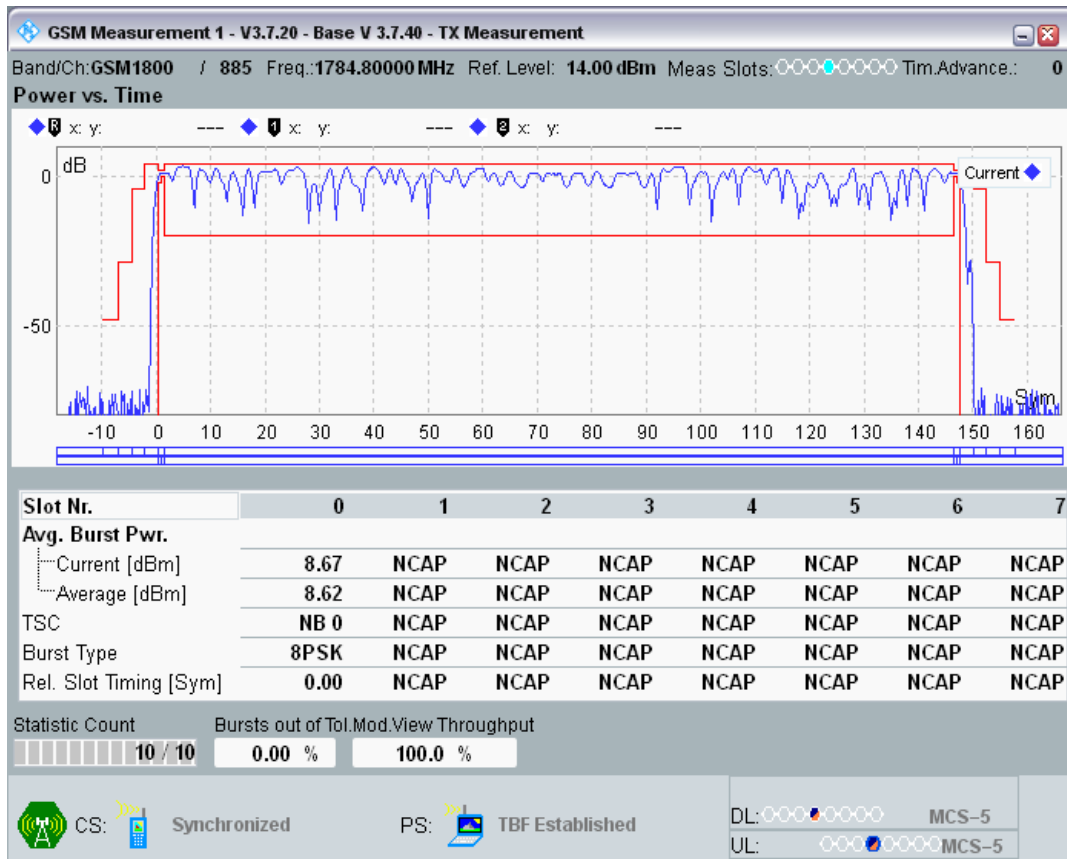 GSM Measurement 1 - V3.7.20 - Base V 3.7.40 - TX Measurement
Band/Ch:GSM1800 / 885 Freq.:1784.80000 MHz Ref. Level: 14.00 dBm Meas Slots: Tim.Advance.: 0
Power vs. Time
R x: y: --- 1 x: y: --- 2 x: y: ---
dB
Current
0
-50
Sym
-10 0 10 20 30 40 50 60 70 80 90 100 110 120 130 140 150 160
Slot Nr. 0 1 2 3 4 5 6 7
Avg. Burst Pwr.
Current [dBm] 8.67 NCAP NCAP NCAP NCAP NCAP NCAP NCAP
Average [dBm] 8.62 NCAP NCAP NCAP NCAP NCAP NCAP NCAP
TSC NB 0 NCAP NCAP NCAP NCAP NCAP NCAP NCAP
Burst Type 8PSK NCAP NCAP NCAP NCAP NCAP NCAP NCAP
Rel. Slot Timing [Sym] 0.00 NCAP NCAP NCAP NCAP NCAP NCAP NCAP
Statistic Count Bursts out of Tol. Mod.View Throughput
10 / 10 0.00 % 100.0 %
CS: Synchronized PS: TBF Established
DL: MCS-5
UL: MCS-5